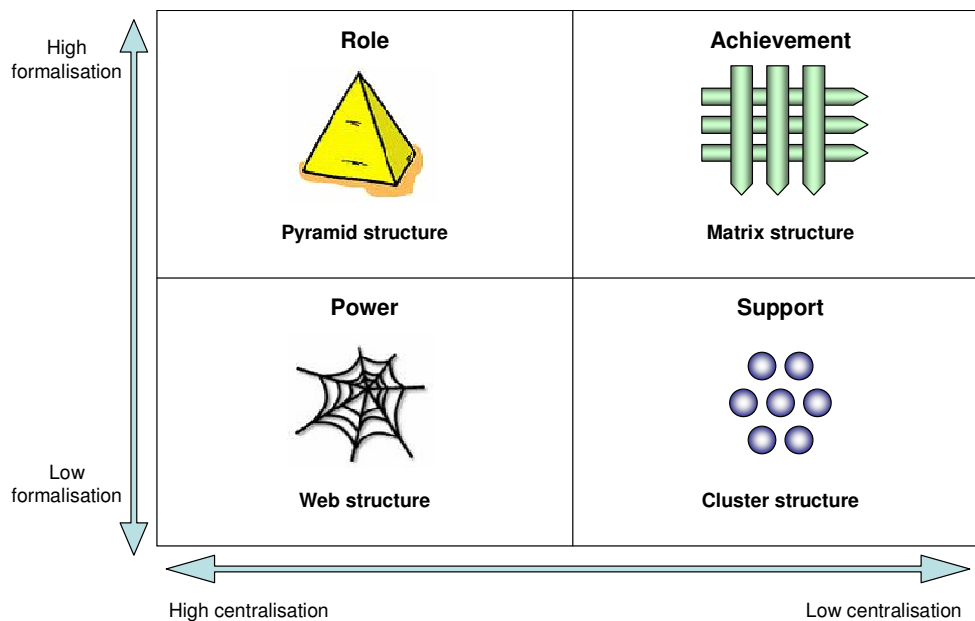 High
formalisation
Role
Achievement
Pyramid structure
Matrix structure
Power
Support
Low
formalisation
Web structure
Cluster structure
High centralisation
Low centralisation